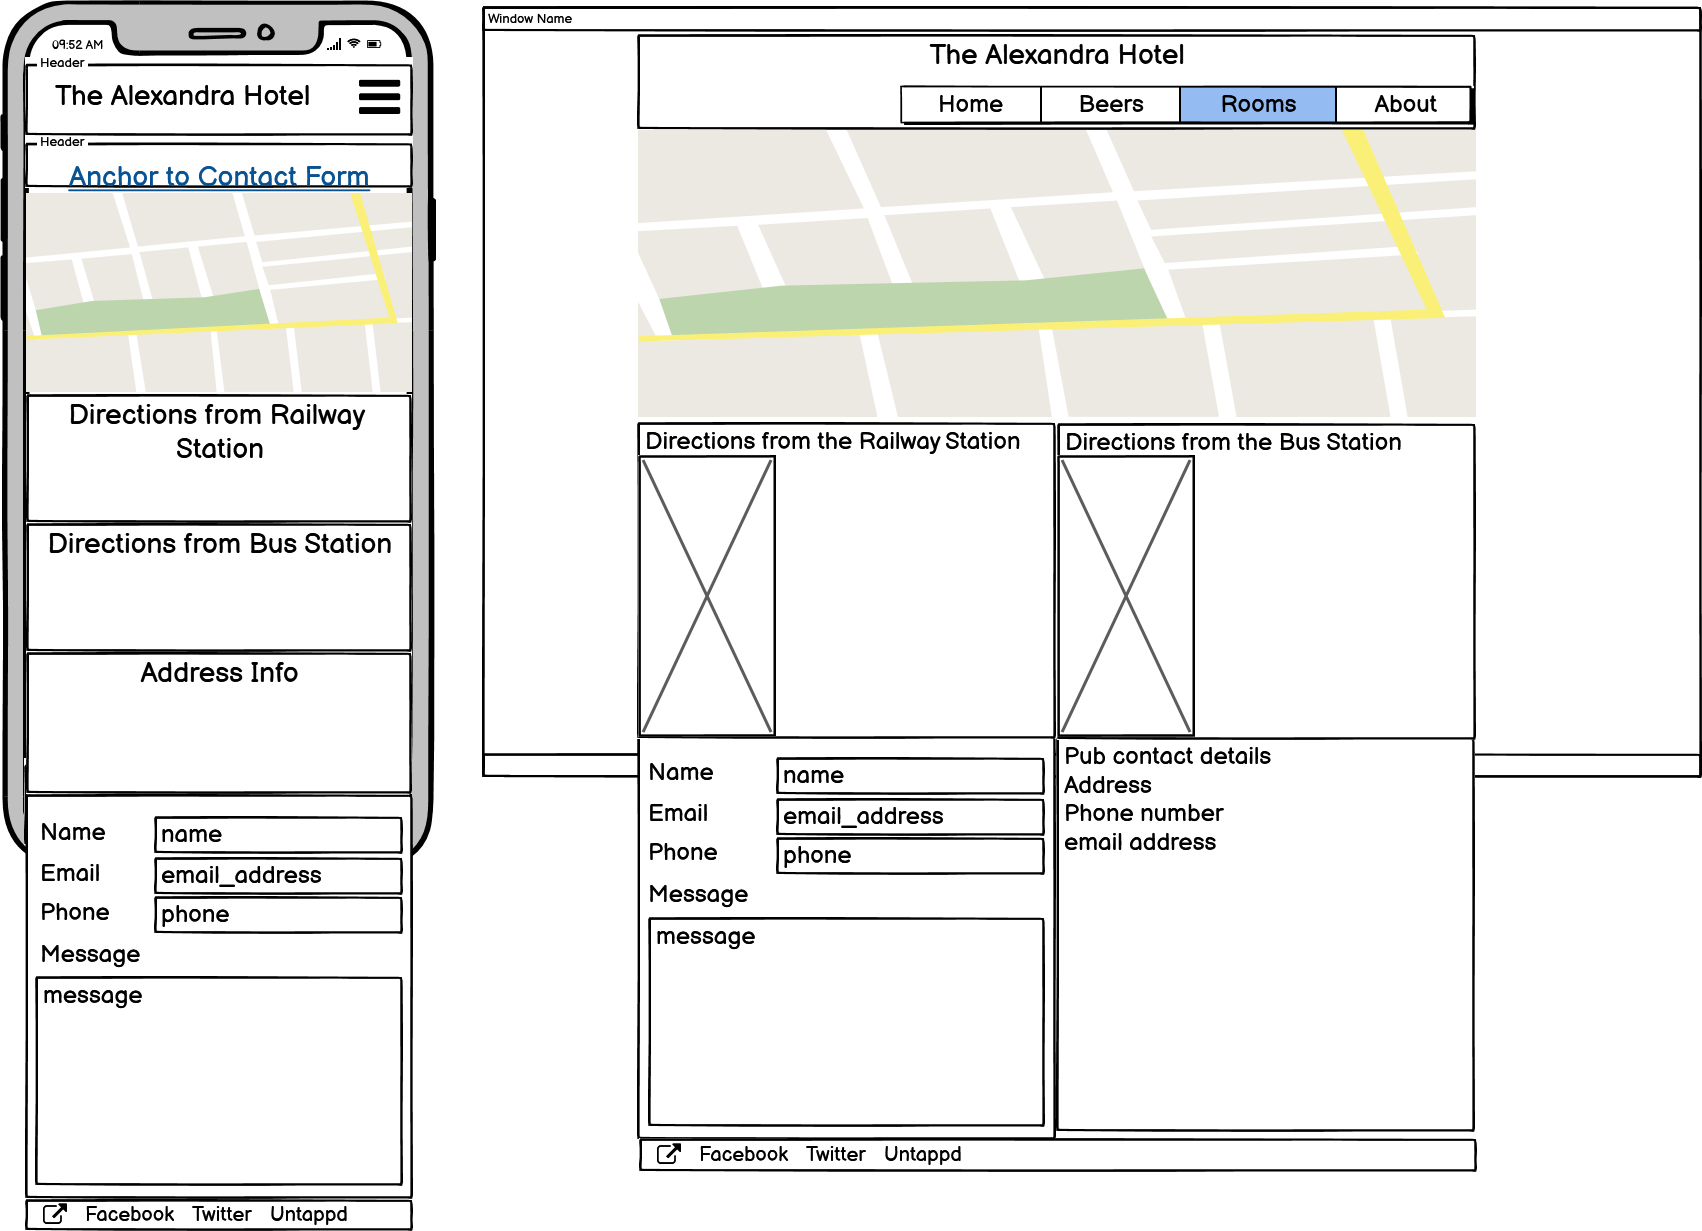 09:52 AM
Header
The Alexandra Hotel
Header
Anchor to Contact Form
Directions from Railway
Station
Directions from Bus Station
Address Info
Name
name
Email
email_address
Phone
phone
Message
message
Facebook Twitter Untappd
Window Name
The Alexandra Hotel
Home Beers Rooms About
Directions from the Railway Station
Directions from the Bus Station
Name
name
Email
email_address
Phone
phone
Message
message
Pub contact details
Address
Phone number
email address
Facebook Twitter Untappd